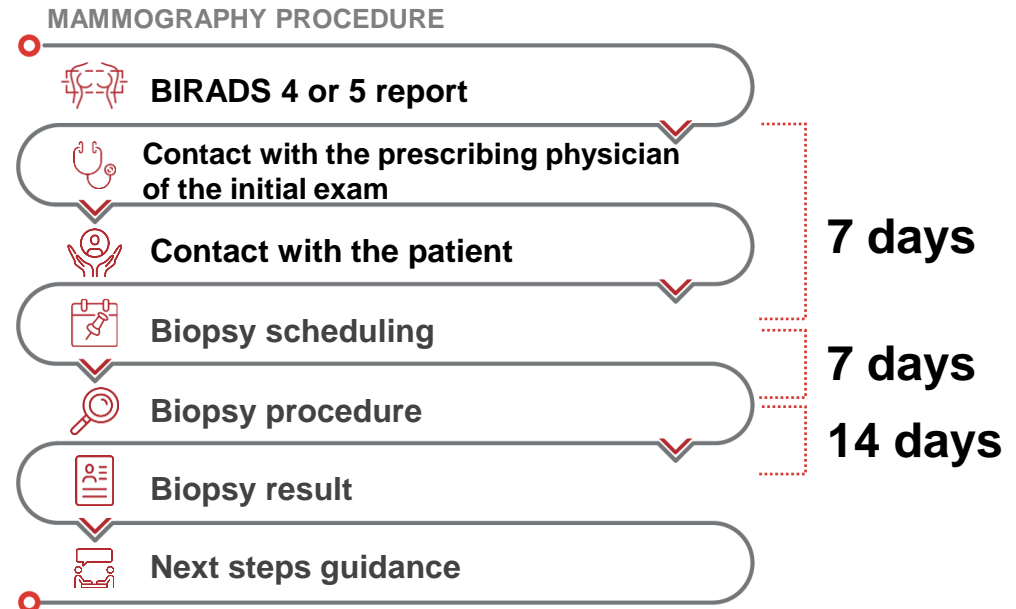 MAMMOGRAPHY PROCEDURE
BIRADS 4 or 5 report
Contact with the prescribing physician
of the initial exam
Contact with the patient
7 days
Biopsy scheduling
7 days
Biopsy procedure
14 days
Biopsy result
Next steps guidance